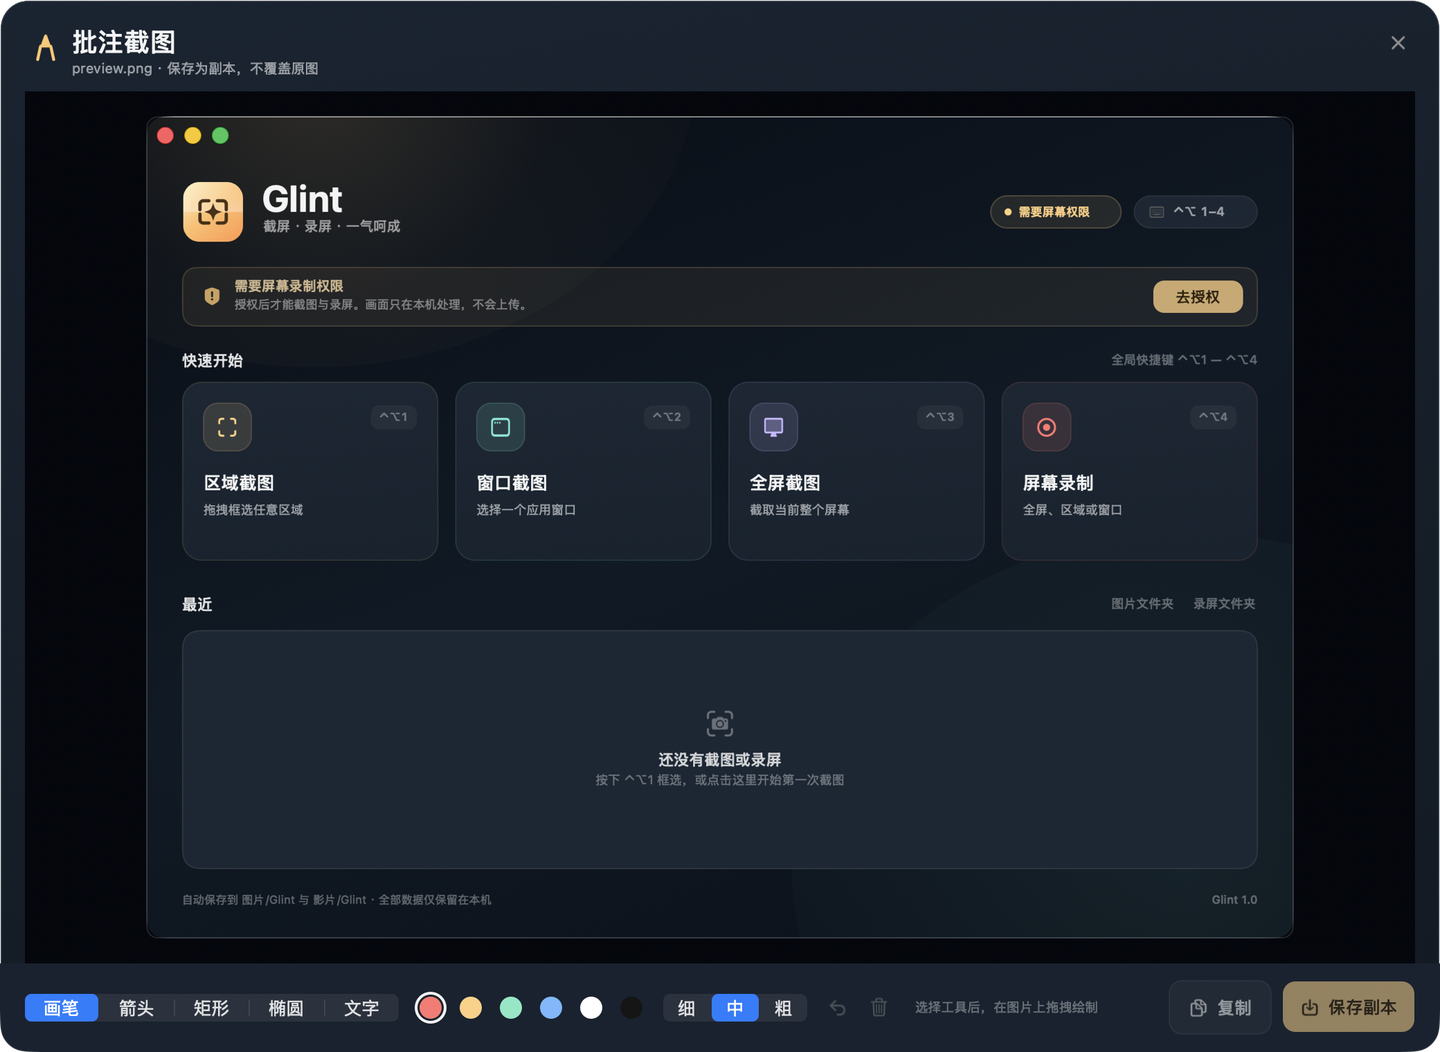 批注截图
preview.png · 保存为副本，不覆盖原图
Glint
截屏 · 录屏 · 一气呵成
需要屏幕权限
^⌥ 1–4
需要屏幕录制权限
授权后才能截图与录屏。画面只在本机处理，不会上传。
去授权
快速开始
全局快捷键 ^⌥1 — ^⌥4
^⌥1
区域截图
拖拽框选任意区域
^⌥2
窗口截图
选择一个应用窗口
^⌥3
全屏截图
截取当前整个屏幕
^⌥4
屏幕录制
全屏、区域或窗口
最近
图片文件夹 录屏文件夹
还没有截图或录屏
按下 ^⌥1 框选，或点击这里开始第一次截图
自动保存到 图片/Glint 与 影片/Glint · 全部数据仅保留在本机
Glint 1.0
画笔 箭头 矩形 椭圆 文字 细 中 粗 选择工具后，在图片上拖拽绘制 复制 保存副本